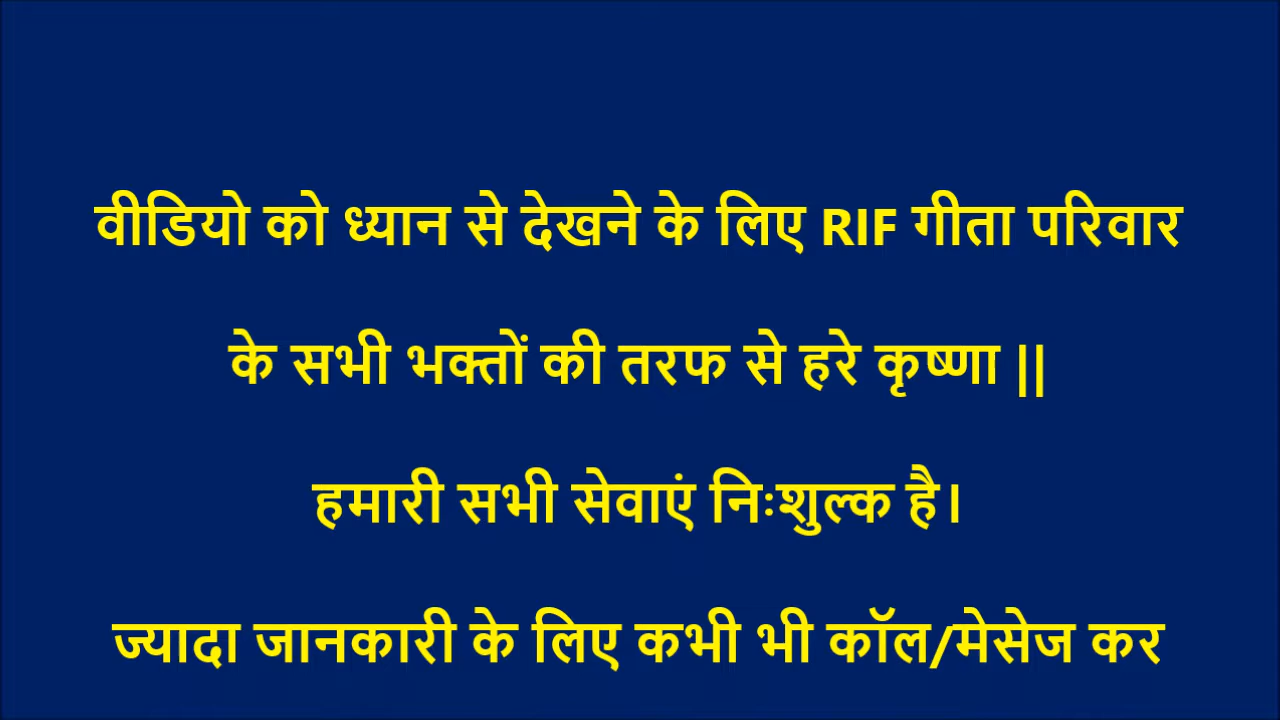 वीडियो को ध्यान से देखने के लिए RIF गीता परिवार
के सभी भक्तों की तरफ से हरे कृष्णा ||
हमारी सभी सेवाएं निःशुल्क है।
ज्यादा जानकारी के लिए कभी भी कॉल/मेसेज कर